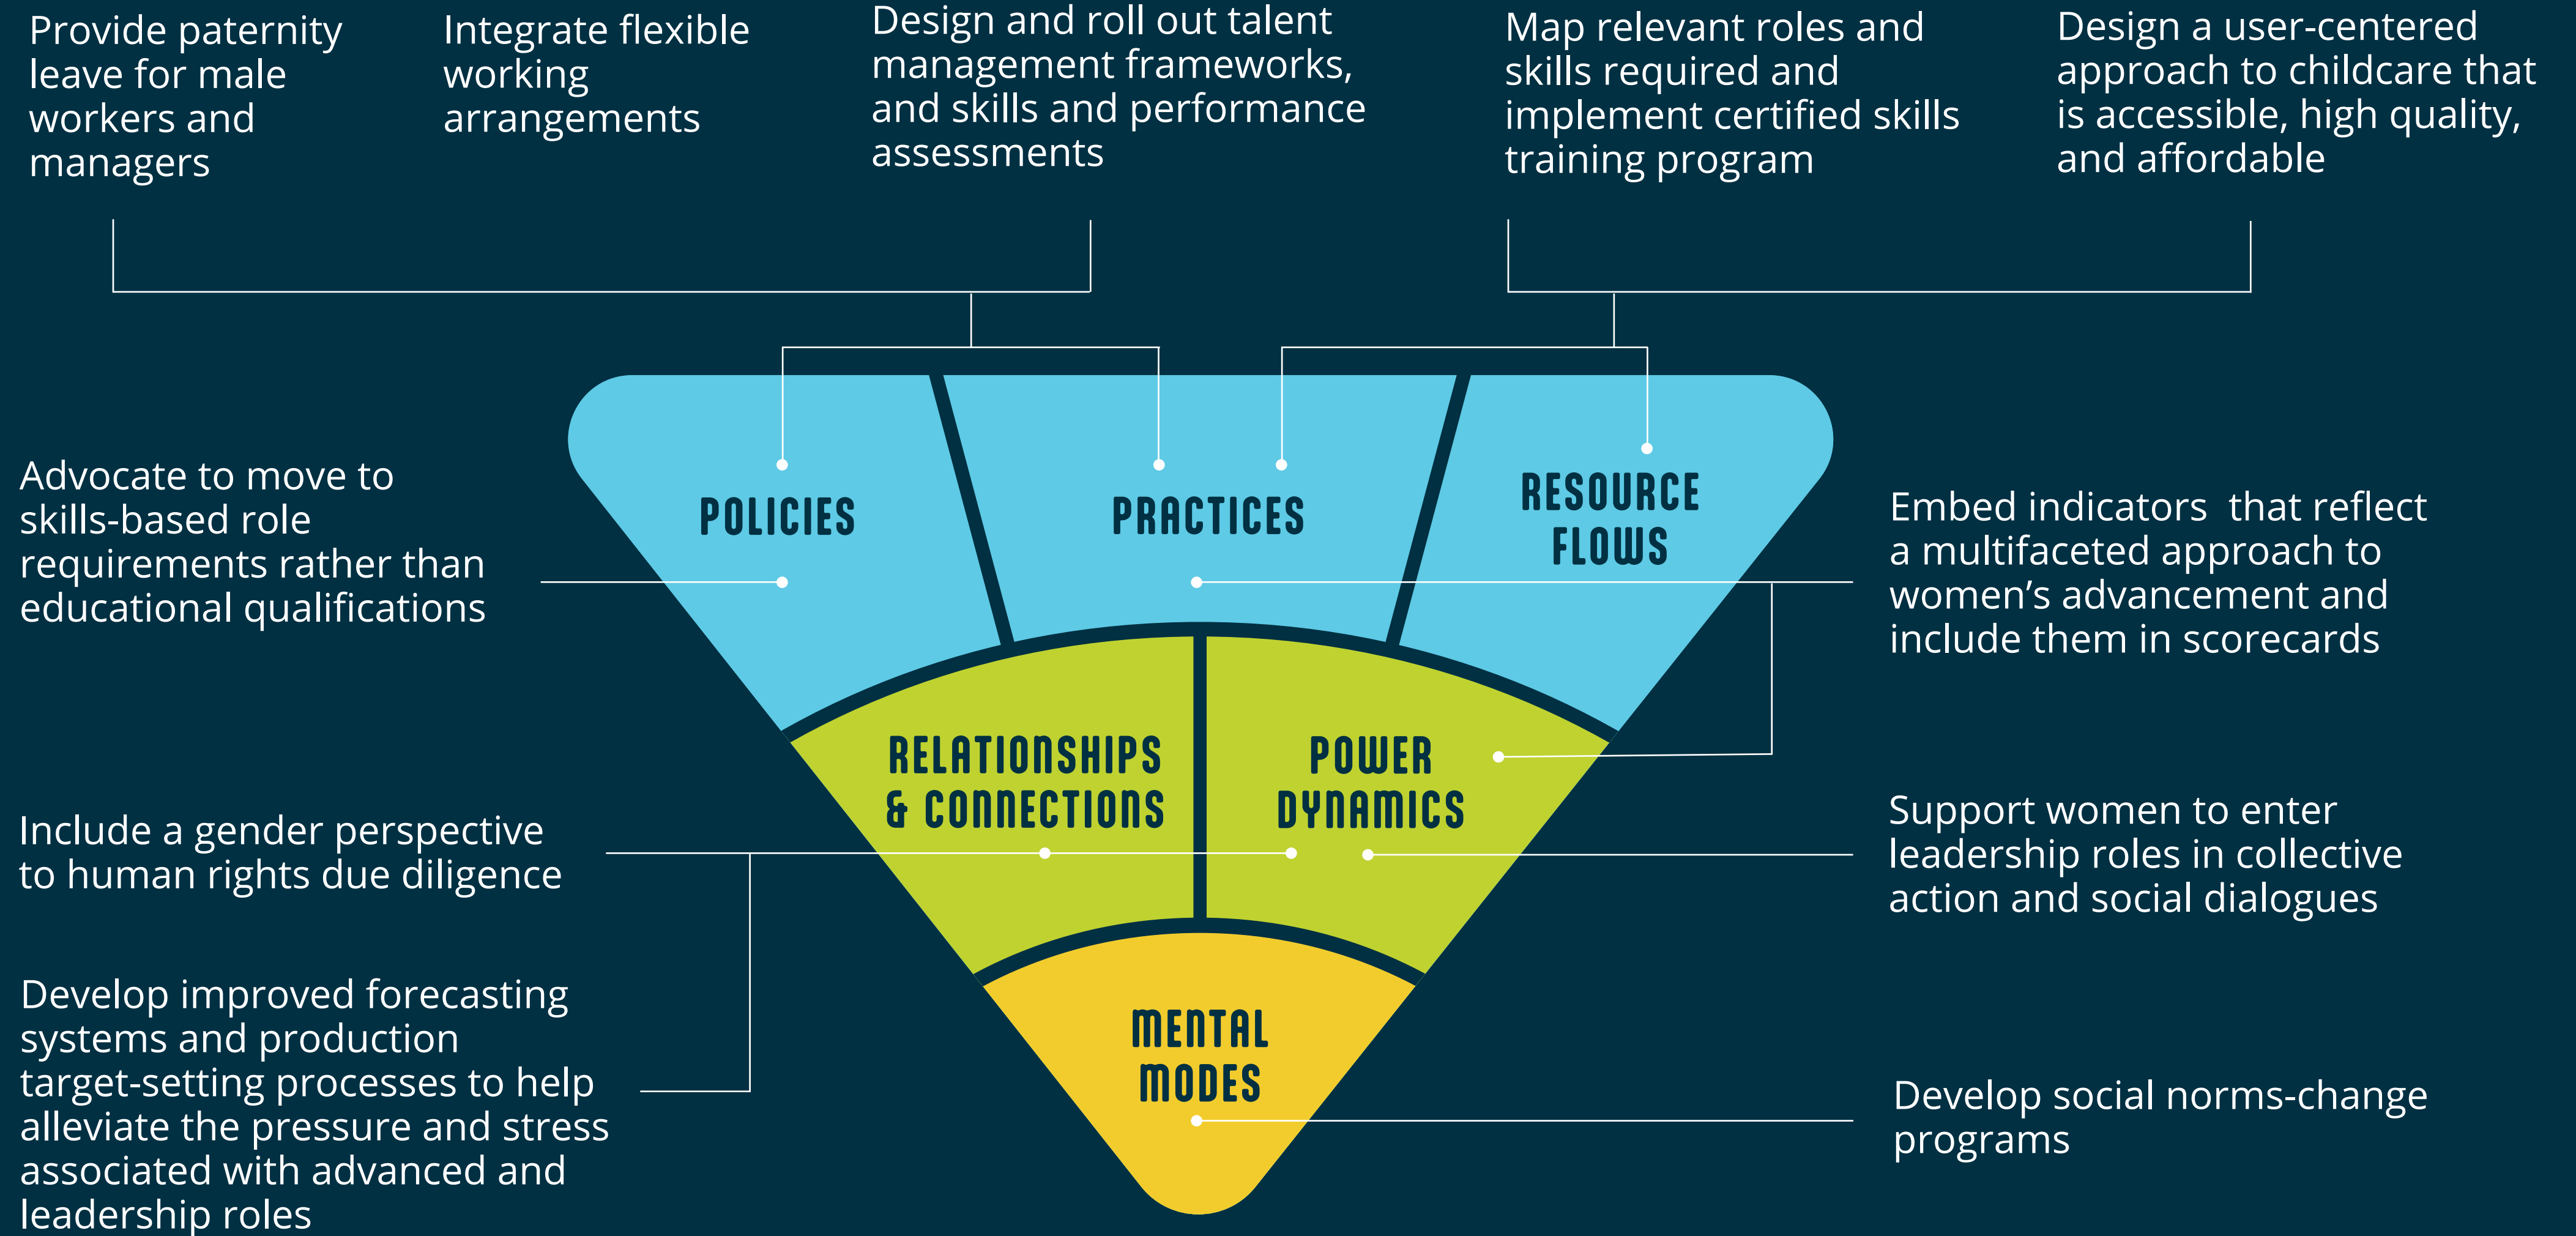 Provide paternity
leave for male
workers and
managers
Integrate flexible
working
arrangements
Design and roll out talent
management frameworks,
and skills and performance
assessments
Map relevant roles and
skills required and
implement certified skills
training program
Design a user-centered
approach to childcare that
is accessible, high quality,
and affordable
POLICIES
PRACTICES
RESOURCE
FLOWS
Advocate to move to
skills-based role
requirements rather than
educational qualifications
Embed indicators  that reflect
a multifaceted approach to
women’s advancement and
include them in scorecards
RELATIONSHIPS
& CONNECTIONS
POWER
DYNAMICS
Include a gender perspective
to human rights due diligence
Support women to enter
leadership roles in collective
action and social dialogues
Develop improved forecasting
systems and production
target-setting processes to help
alleviate the pressure and stress
associated with advanced and
leadership roles
MENTAL
MODES
Develop social norms-change
programs